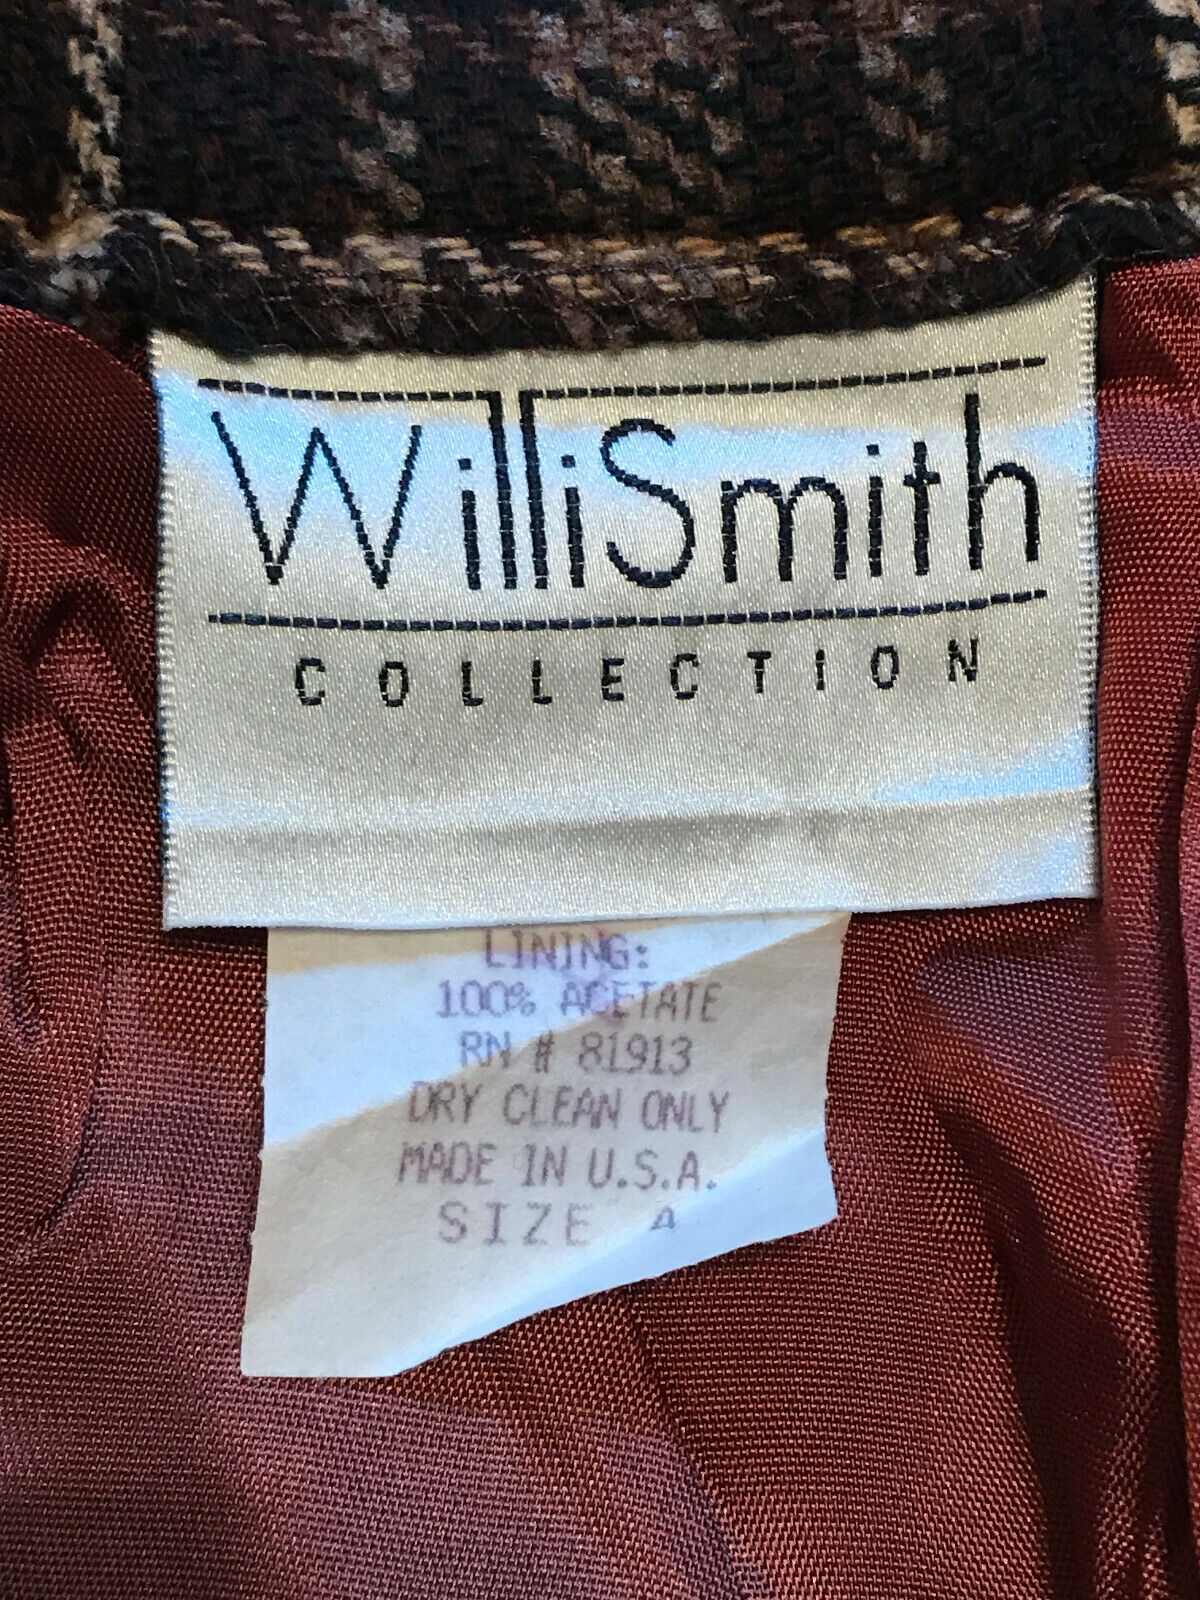 WilliSmith
COLLECTION
LINING:
100% ACETATE
RN # 81913
DRY CLEAN ONLY
MADE IN U.S.A.
SIZE 4